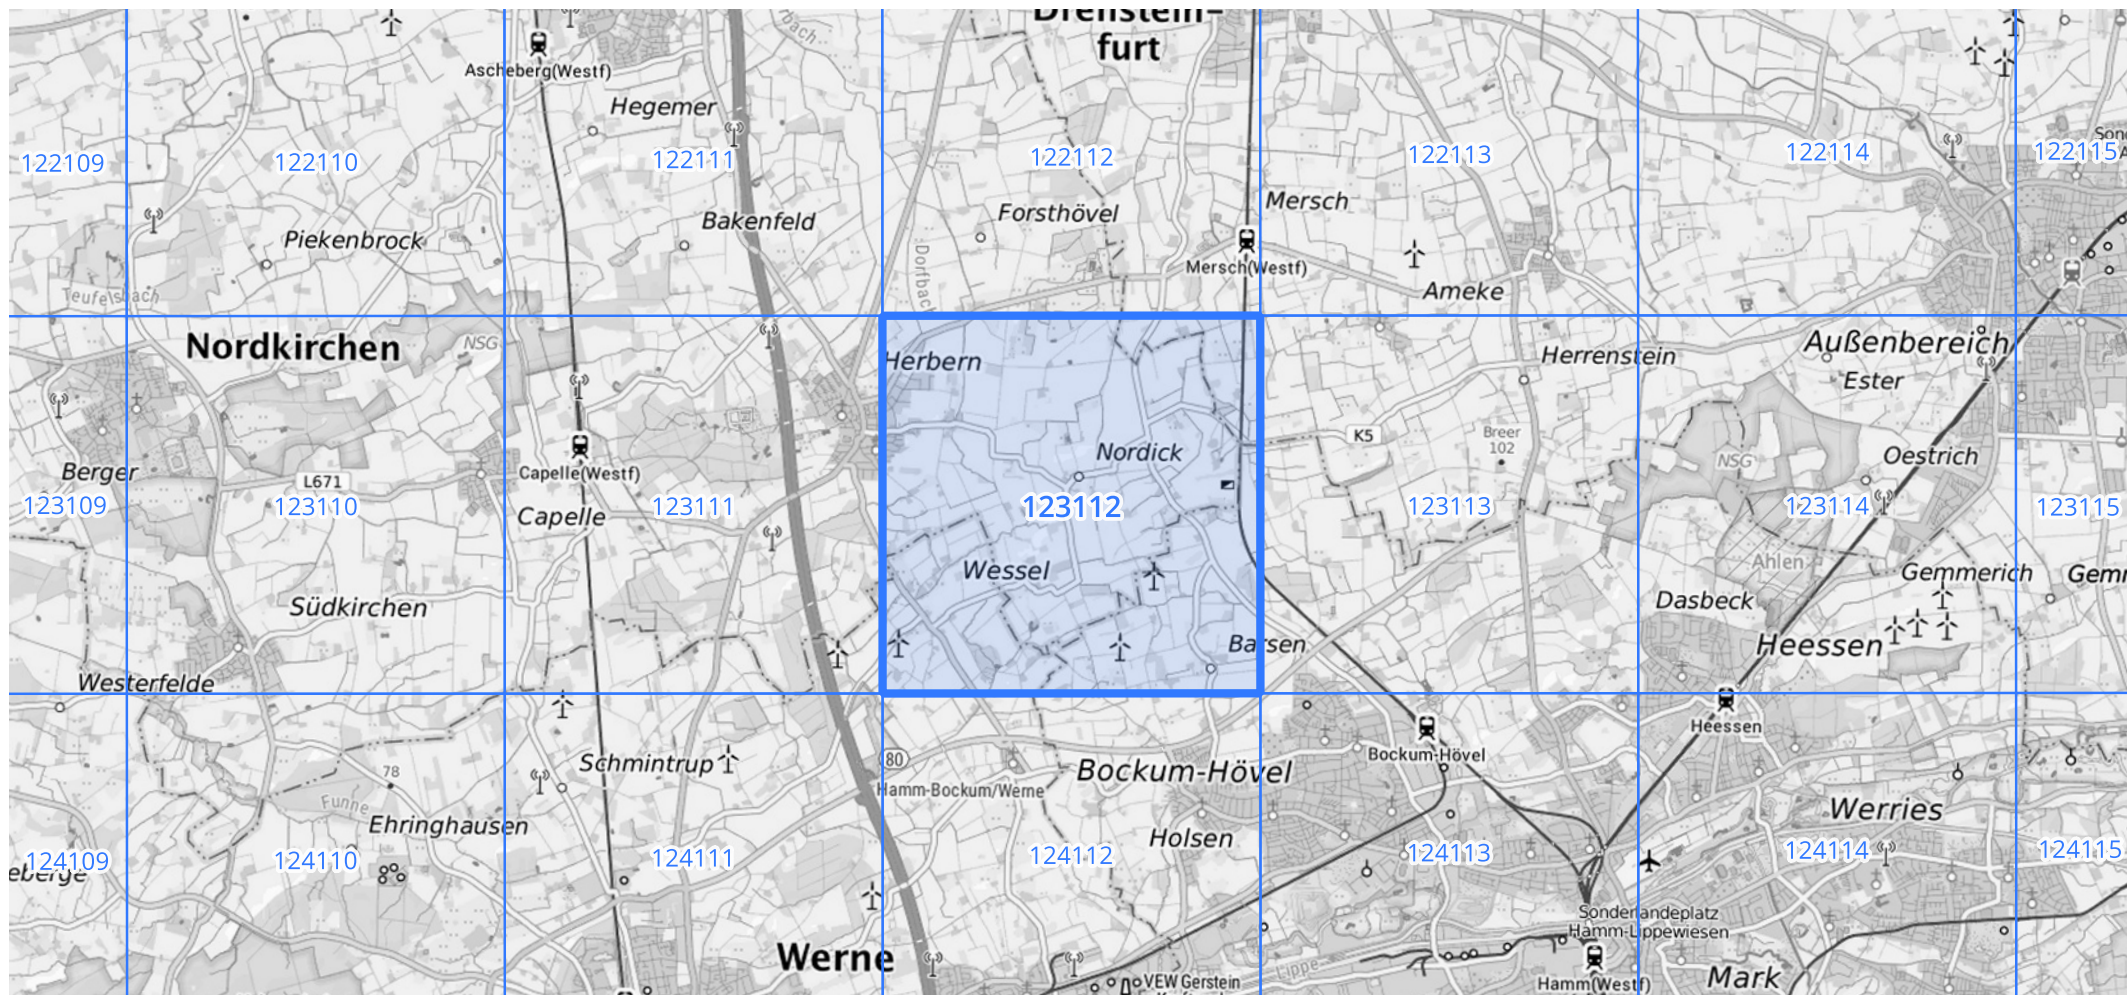 Drenstein-
furt
rbach
Ascheberg(Westf)
Hegemer
122109
122110
122111
122112
122113
122114
122115
Mersch
Forsthövel
Bakenfeld
Piekenbrock
Dorfbach
Mersch(Westf)
Teufelsbach
Ameke
Nordkirchen
NSG
Herbern
Herrenstein
Außenbereich
Ester
K5
Breer
102
Nordick
Oestrich
NSG
Berger
L671
Capelle(Westf)
123109
123110
123111
123112
123113
123114
123115
Capelle
Ahlen
Wessel
Gemmerich
Südkirchen
Dasbeck
Barsen
Heessen
Westerfelde
Heessen
Bockum-Hövel
Schmintrup
80
78
Bockum-Hövel
Hamm-Bockum/Werne
Funne
Ehringhausen
Werries
Holsen
124109
124110
124111
124112
124113
124114
124115
eberge
Sonderlandeplatz
Hamm-Lippewiesen
Werne
Lippe
VEW Gerstein
Hamm(Westf)
Mark